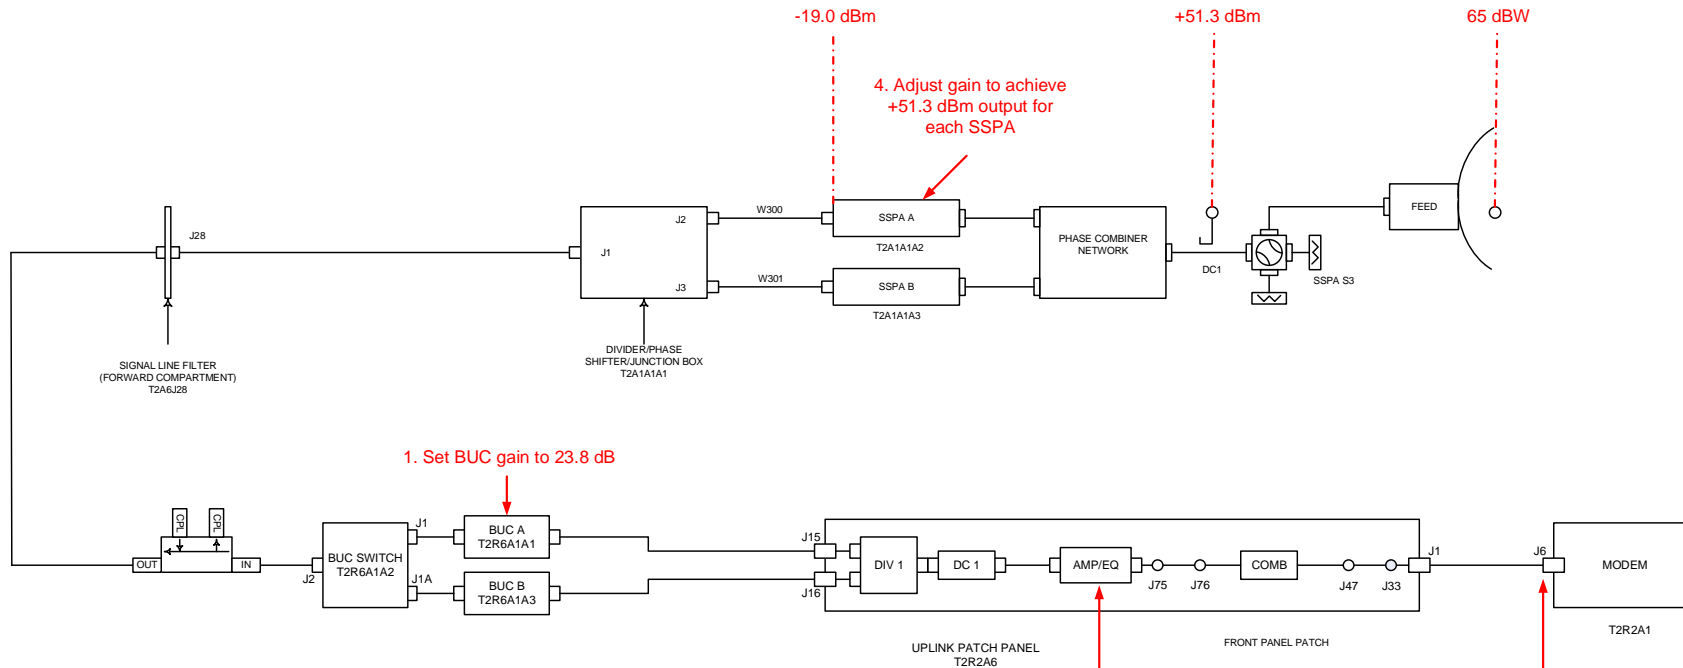 -19.0 dBm
+51.3 dBm
65 dBW
4. Adjust gain to achieve
+51.3 dBm output for
each SSPA
J28
J1
J2
J3
W300
W301
SSPA A
T2A1A1A2
SSPA B
T2A1A1A3
PHASE COMBINER
NETWORK
DC1
SSPA S3
FEED
SIGNAL LINE FILTER
(FORWARD COMPARTMENT)
T2A6J28
DIVIDER/PHASE
SHIFTER/JUNCTION BOX
T2A1A1A1
1. Set BUC gain to 23.8 dB
CPL
CPL
OUT
IN
J2
BUC SWITCH
T2R6A1A2
J1
J1A
BUC A
T2R6A1A1
BUC B
T2R6A1A3
J15
J16
DIV 1
DC 1
AMP/EQ
J75
J76
COMB
J47
J33
J1
J6
MODEM
T2R2A1
UPLINK PATCH PANEL
T2R2A6
FRONT PANEL PATCH